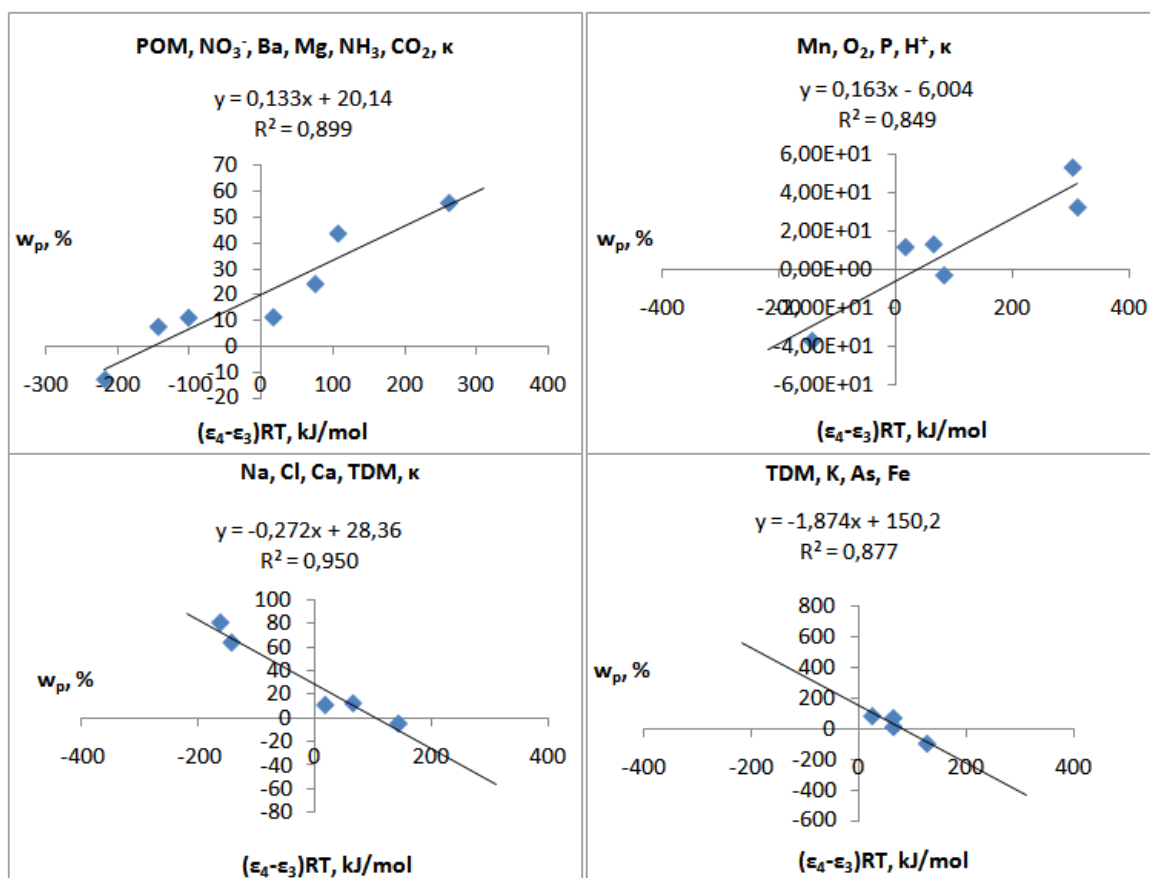 POM, NO₃⁻, Ba, Mg, NH₃, CO₂, κ
y = 0,133x + 20,14
R² = 0,899
70
60
50
40
30
20
10
0
-10
-20
wₚ, %
-300 -200 -100 0 100 200 300 400
(ε₄-ε₃)RT, kJ/mol
Mn, O₂, P, H⁺, κ
y = 0,163x - 6,004
R² = 0,849
6,00E+01
4,00E+01
2,00E+01
0,00E+00
-2,00E+01
-4,00E+01
-6,00E+01
wₚ, %
-400 -200 0 200 400
(ε₄-ε₃)RT, kJ/mol
Na, Cl, Ca, TDM, κ
y = -0,272x + 28,36
R² = 0,950
100
80
60
40
20
0
-20
-40
-60
-80
wₚ, %
-400 -200 0 200 400
(ε₄-ε₃)RT, kJ/mol
TDM, K, As, Fe
y = -1,874x + 150,2
R² = 0,877
800
600
400
200
0
-200
-400
-600
wₚ, %
-400 -200 0 200 400
(ε₄-ε₃)RT, kJ/mol